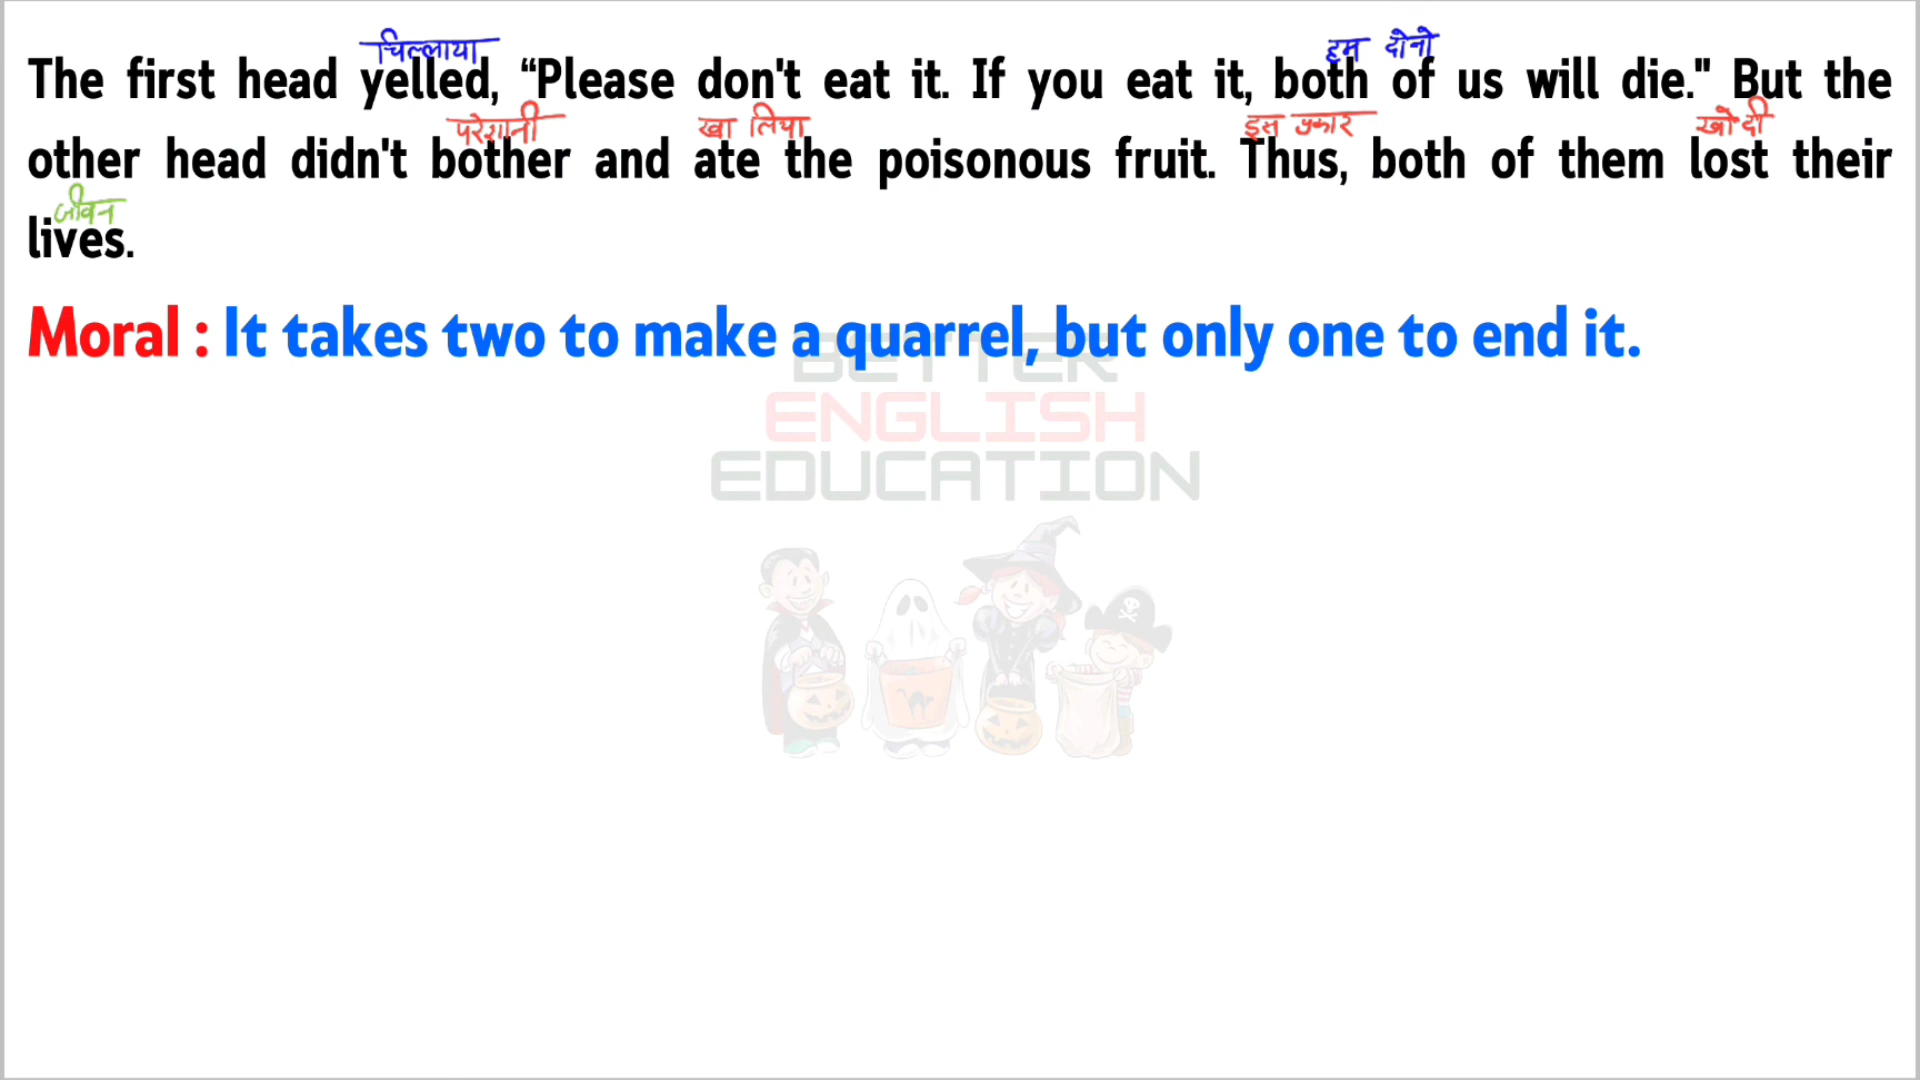 चिल्लाया हम दोनो
The first head yelled, “Please don't eat it. If you eat it, both of us will die." But the
परेशानी खा लिया इस प्रकार खो दी
other head didn't bother and ate the poisonous fruit. Thus, both of them lost their
जीवन
lives.
Moral : It takes two to make a quarrel, but only one to end it.
BETTER
ENGLISH
EDUCATION